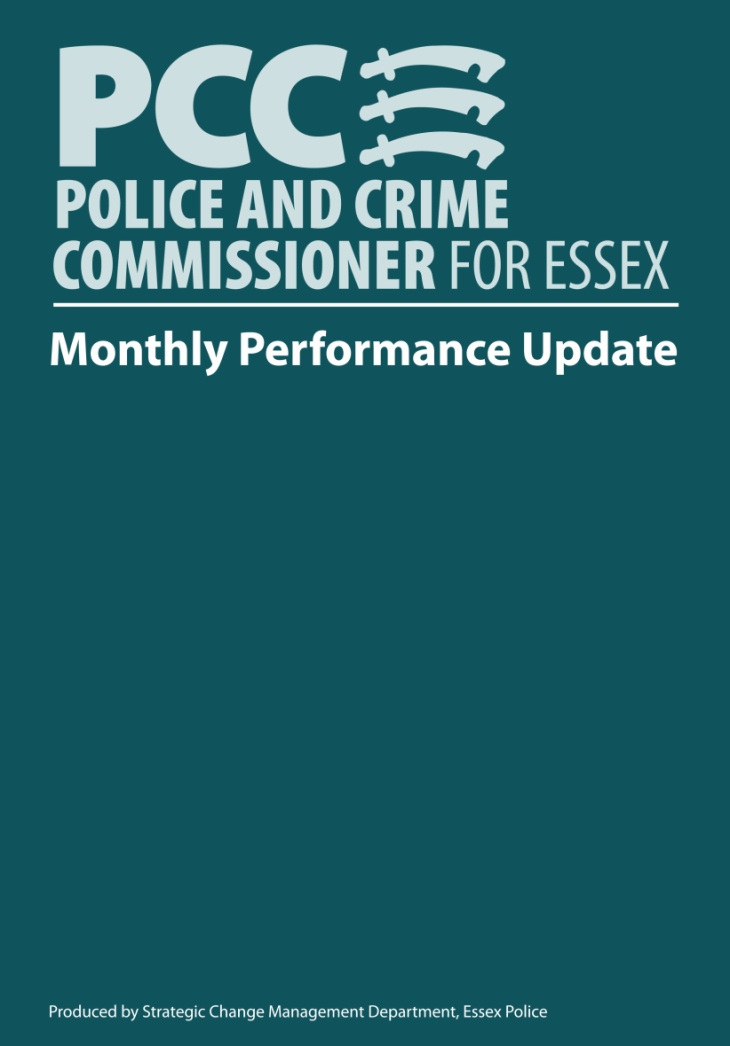 PCC
POLICE AND CRIME
COMMISSIONER FOR ESSEX
Monthly Performance Update
Produced by Strategic Change Management Department, Essex Police